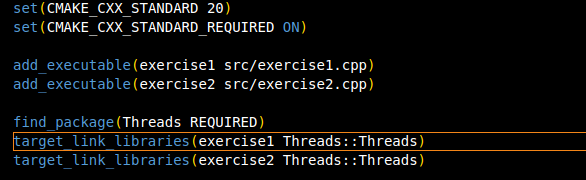 set(CMAKE_CXX_STANDARD 20)
set(CMAKE_CXX_STANDARD_REQUIRED ON)
add_executable(exercise1 src/exercise1.cpp)
add_executable(exercise2 src/exercise2.cpp)
find_package(Threads REQUIRED)
target_link_libraries(exercise1 Threads::Threads)
target_link_libraries(exercise2 Threads::Threads)